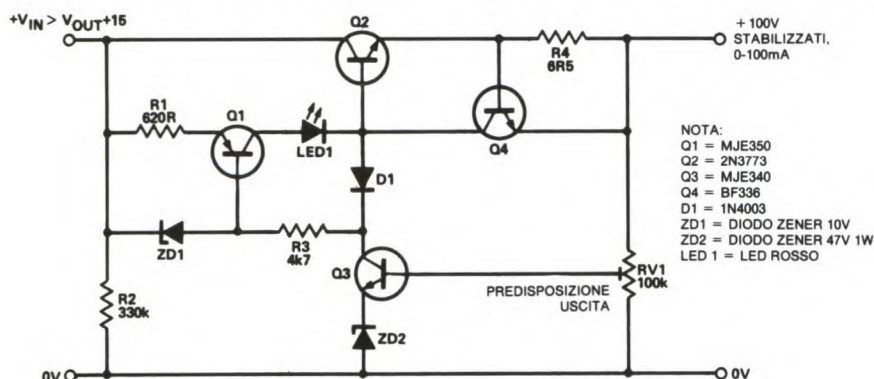 +VIN > VOUT+15
Q2
+ 100V
STABILIZZATI,
0-100mA
R4
6R5
R1
620R
Q1
LED1
Q4
D1
NOTA:
Q1 = MJE350
Q2 = 2N3773
Q3 = MJE340
Q4 = BF336
D1 = 1N4003
ZD1 = DIODO ZENER 10V
ZD2 = DIODO ZENER 47V 1W
LED 1 = LED ROSSO
ZD1
R3
4k7
Q3
RV1
100k
PREDISPOSIZIONE
USCITA
R2
330k
ZD2
0V
0V